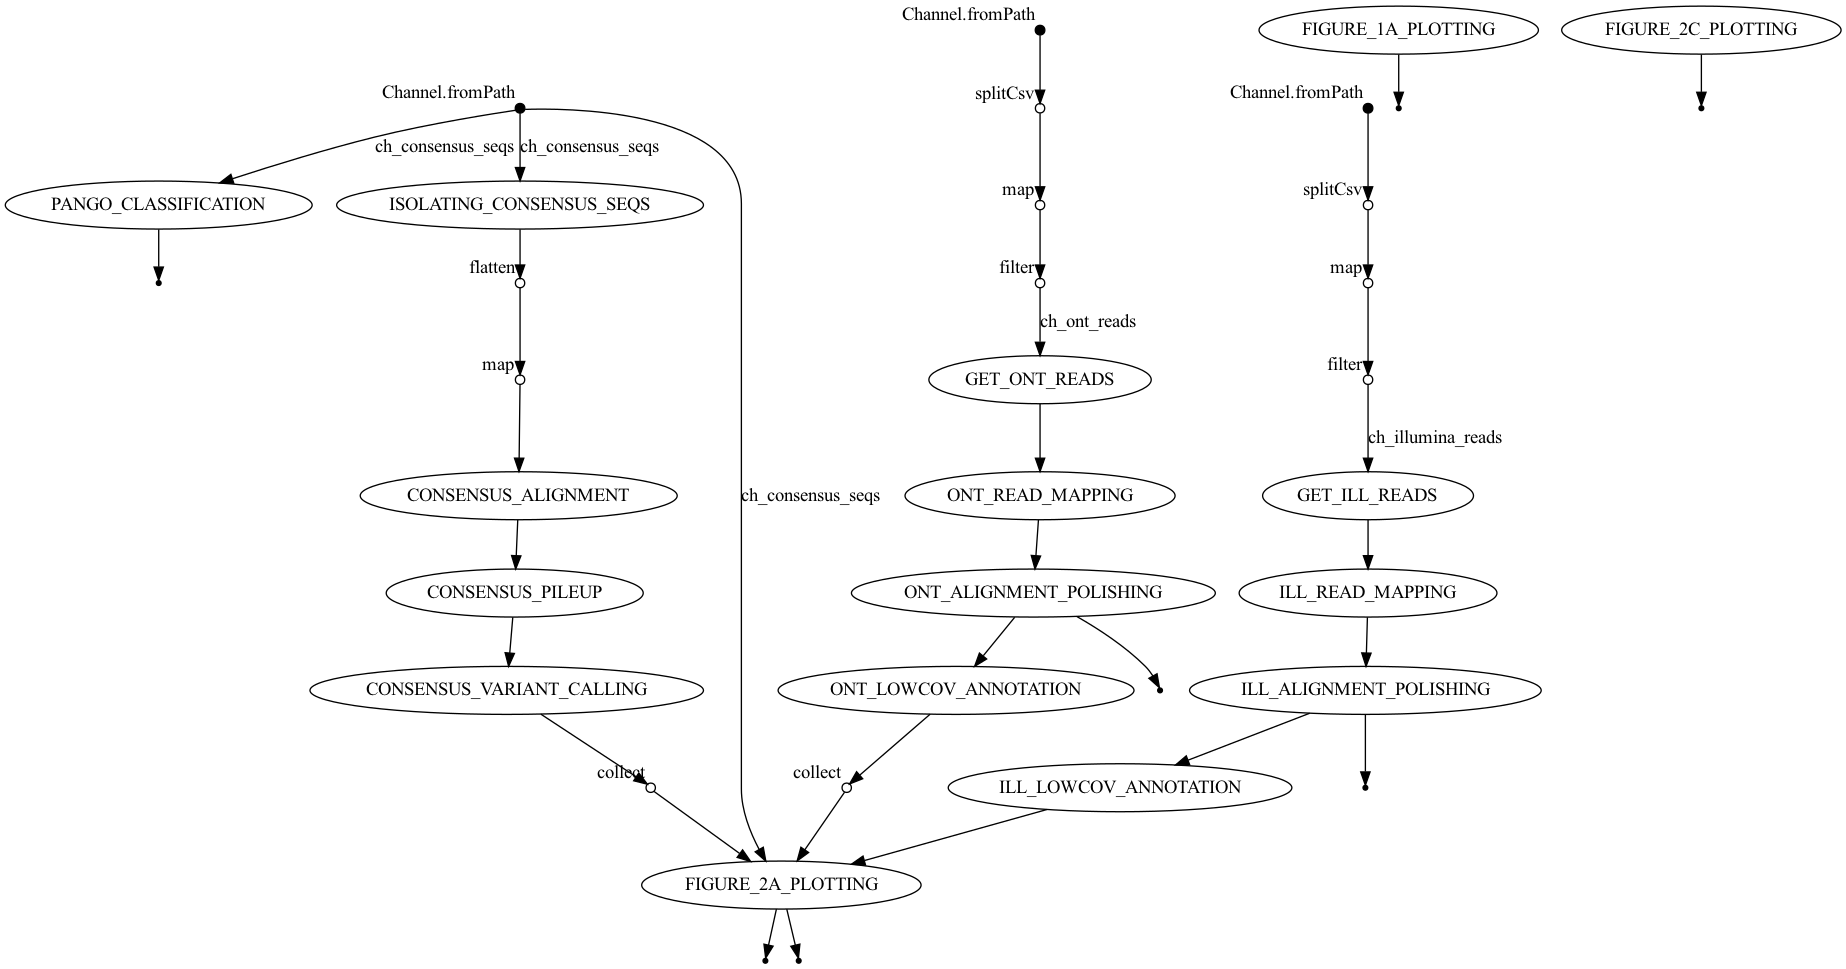 Channel.fromPath
FIGURE_1A_PLOTTING
FIGURE_2C_PLOTTING
Channel.fromPath
splitCsv
Channel.fromPath
ch_consensus_seqs
ch_consensus_seqs
PANGO_CLASSIFICATION
ISOLATING_CONSENSUS_SEQS
map
splitCsv
flatten
filter
map
ch_ont_reads
map
GET_ONT_READS
filter
ch_illumina_reads
CONSENSUS_ALIGNMENT
ch_consensus_seqs
ONT_READ_MAPPING
GET_ILL_READS
CONSENSUS_PILEUP
ONT_ALIGNMENT_POLISHING
ILL_READ_MAPPING
CONSENSUS_VARIANT_CALLING
ONT_LOWCOV_ANNOTATION
ILL_ALIGNMENT_POLISHING
collect
collect
ILL_LOWCOV_ANNOTATION
FIGURE_2A_PLOTTING